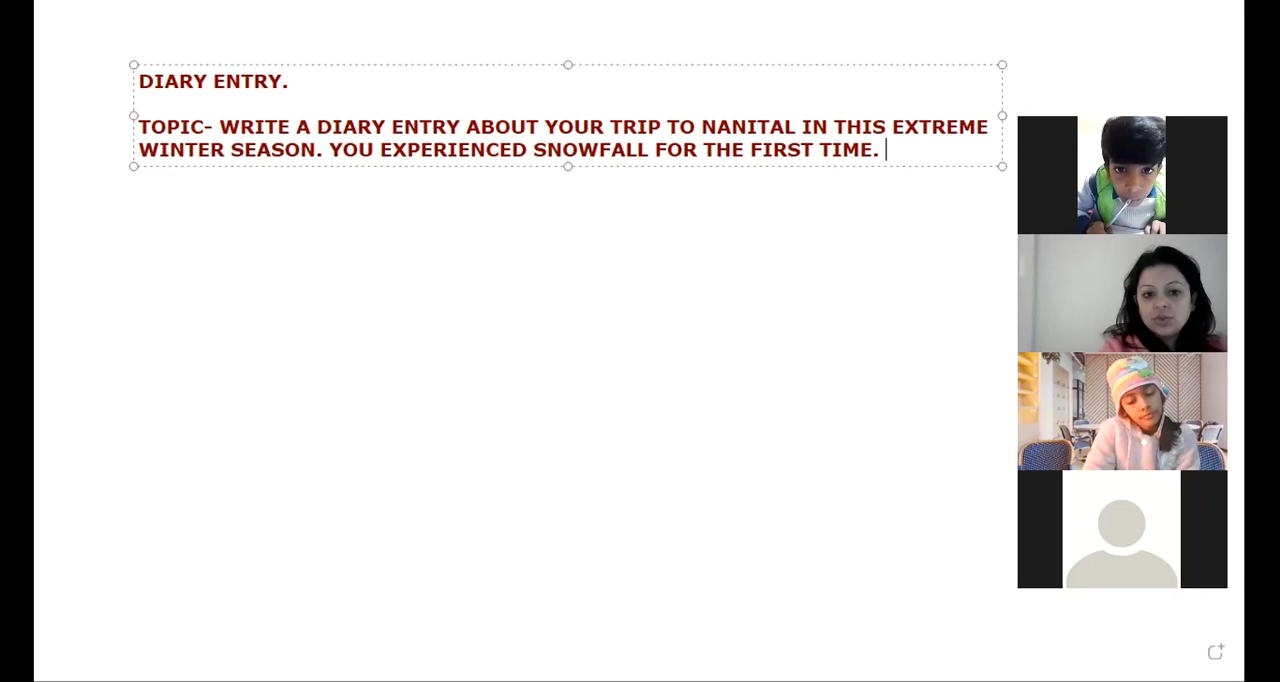 DIARY ENTRY.
TOPIC- WRITE A DIARY ENTRY ABOUT YOUR TRIP TO NANITAL IN THIS EXTREME
WINTER SEASON. YOU EXPERIENCED SNOWFALL FOR THE FIRST TIME.